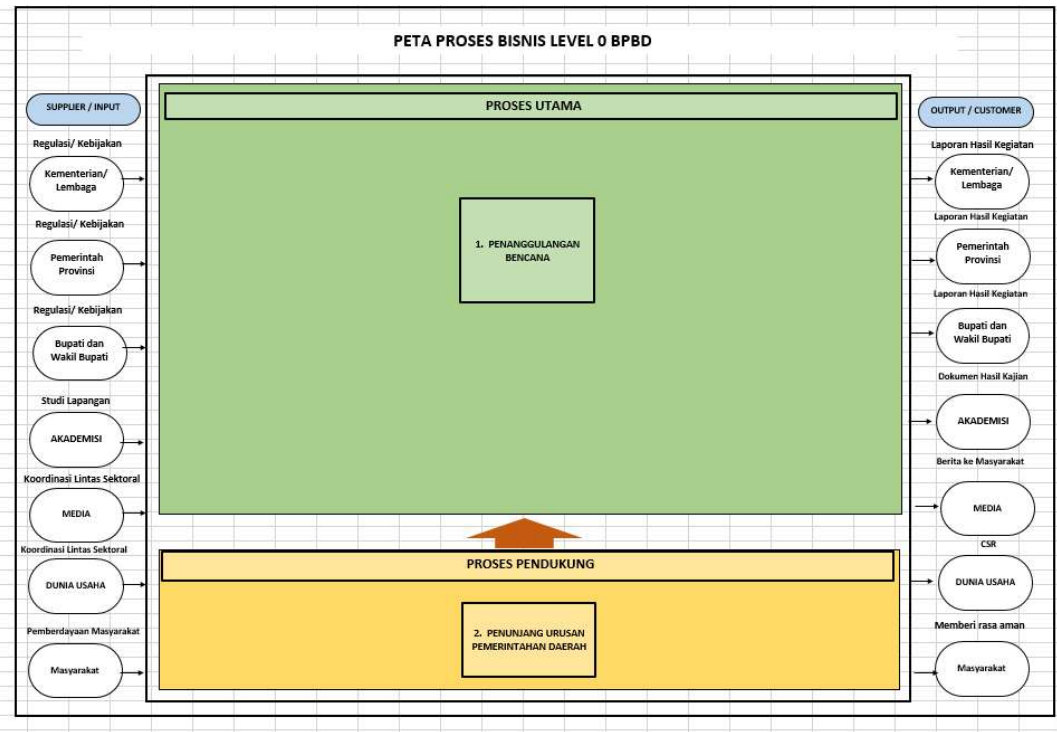 PETA PROSES BISNIS LEVEL 0 BPBD
SUPPLIER / INPUT
Regulasi/ Kebijakan
Kementerian/
Lembaga
Regulasi/ Kebijakan
Pemerintah
Provinsi
Regulasi/ Kebijakan
Bupati dan
Wakil Bupati
Studi Lapangan
AKADEMISI
Koordinasi Lintas Sektoral
MEDIA
Koordinasi Lintas Sektoral
DUNIA USAHA
Pemberdayaan Masyarakat
Masyarakat
PROSES UTAMA
1. PENANGGULANGAN
BENCANA
PROSES PENDUKUNG
2. PENUNJANG URUSAN
PEMERINTAHAN DAERAH
OUTPUT / CUSTOMER
Laporan Hasil Kegiatan
Kementerian/
Lembaga
Laporan Hasil Kegiatan
Pemerintah
Provinsi
Laporan Hasil Kegiatan
Bupati dan
Wakil Bupati
Dokumen Hasil Kajian
AKADEMISI
Berita ke Masyarakat
MEDIA
CSR
DUNIA USAHA
Memberi rasa aman
Masyarakat